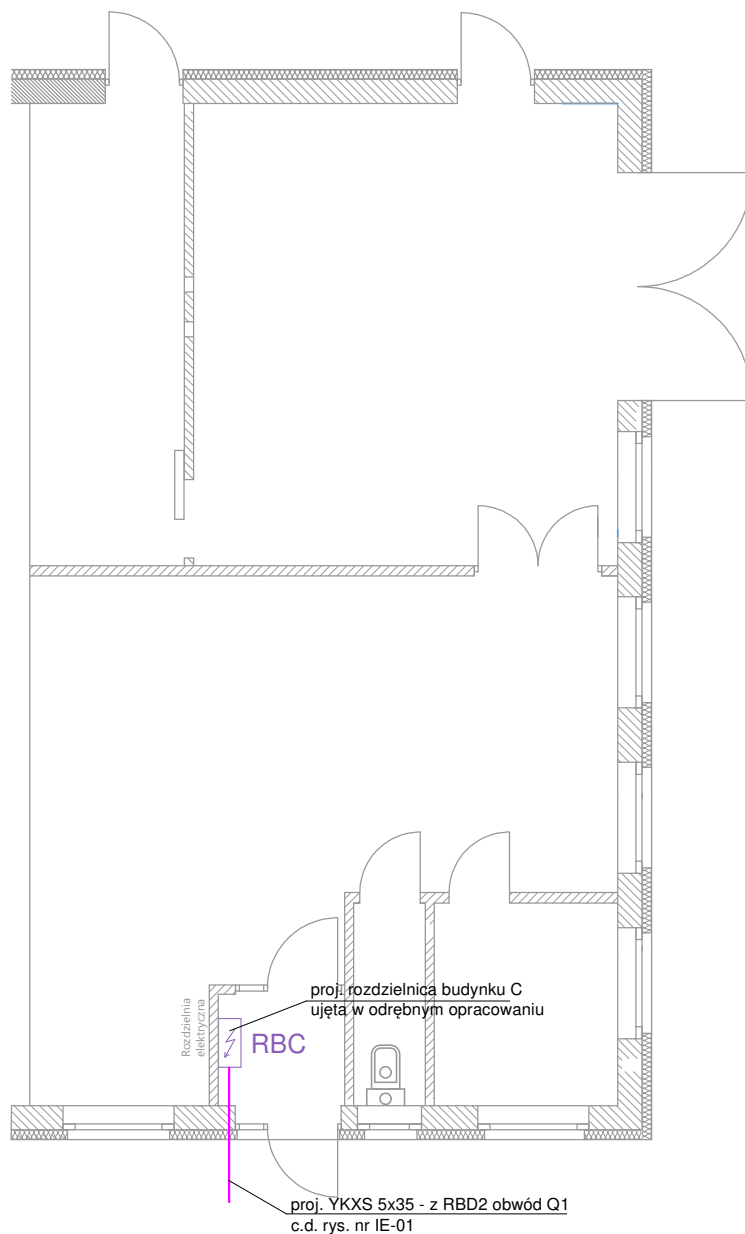 proj. rozdzielnica budynku C
ujęta w odrębnym opracowaniu
Rozdzielnia
elektryczna
RBC
proj. YKXS 5x35 - z RBD2 obwód Q1
c.d. rys. nr IE-01